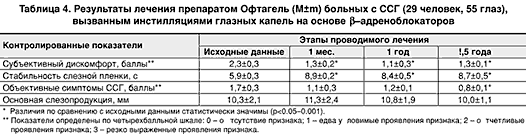 Таблица 4. Результаты лечения препаратом Офтагель (M±m) больных с ССГ (29 человек, 55 глаз),
вызванным инстилляциями глазных капель на основе β–адреноблокаторов
Контролированные показатели
Этапы проводимого лечения
Исходные данные 1 мес. 1 год !,5 года
Субъективный дискомфорт, баллы** 2,3±0,3 1,3±0,2* 1,1±0,3* 1,3±0,1*
Стабильность слезной пленки, с 5,9±0,3 8,9±0,2* 8,4±0,5* 8,7±0,5*
Объективные симптомы ССГ, баллы** 1,7±0,3 1,1±0,3 1,2±0,1 0,8±0,1*
Основная слезопродукция, мм 10,3±2,1 11,3±2,4 10,8±1,9 10,0±1,1
* Различия по сравнению с исходными данными статистически значимы (p<0.05–0.001).
** Показатели определены по четырехбалльной шкале: 0 – о тсутствие признака; 1 – едва у ловимые проявления признака; 2 – о тчетливые
проявления признака; 3 – резко выраженные проявления признака.